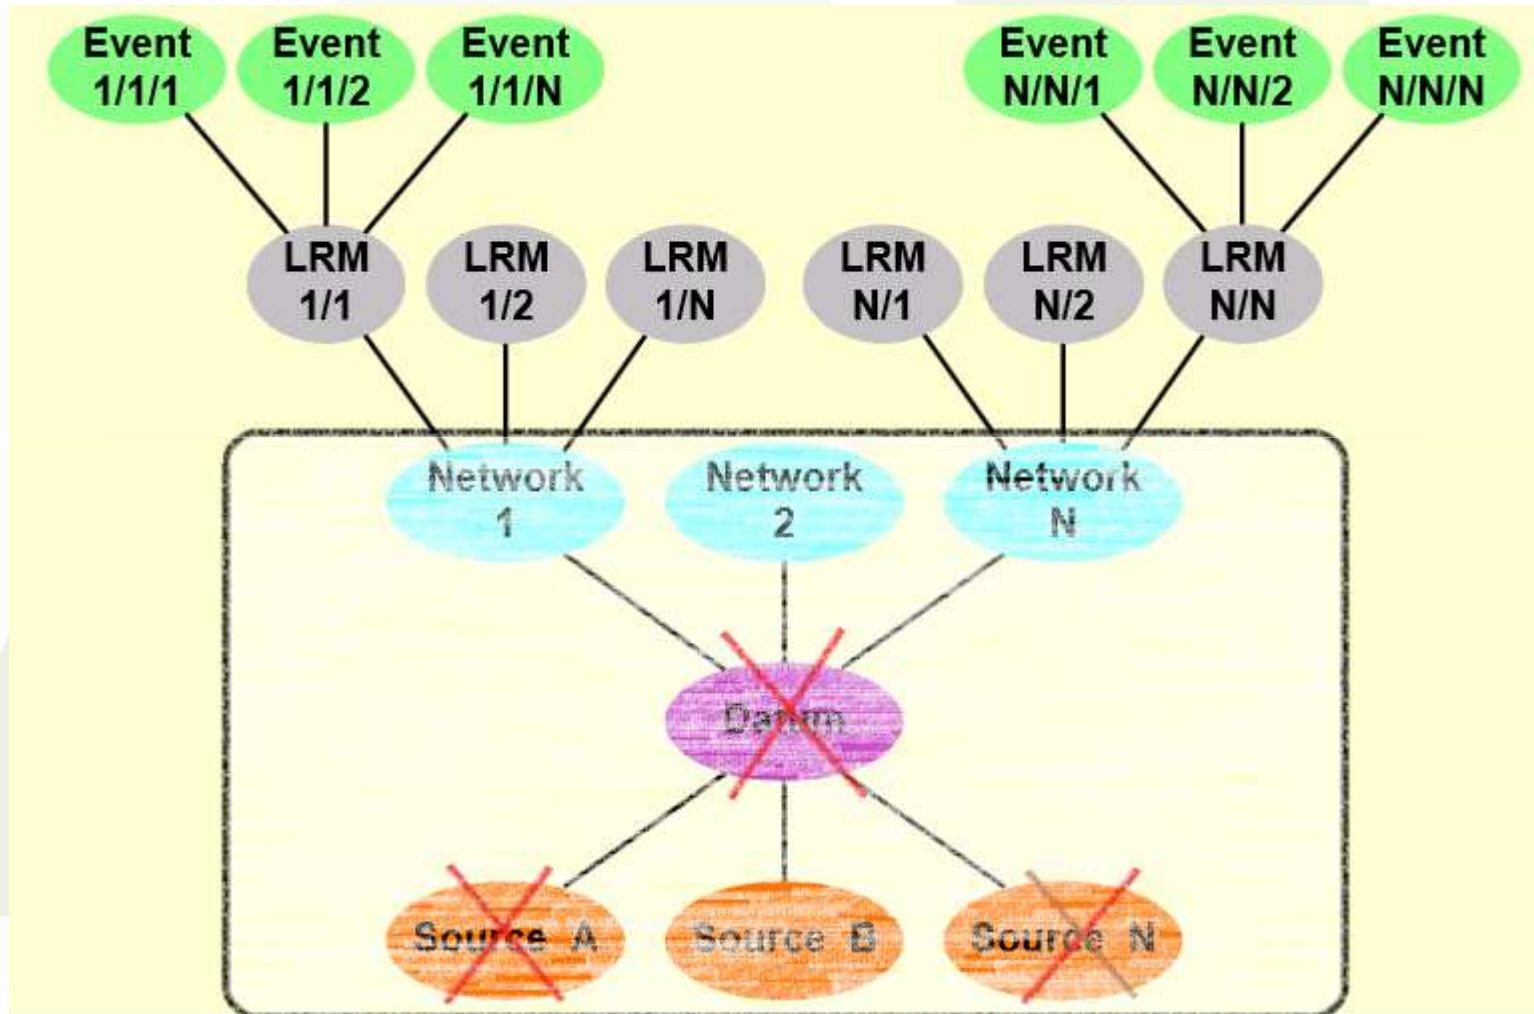 Event
1/1/1
Event
1/1/2
Event
1/1/N
Event
N/N/1
Event
N/N/2
Event
N/N/N
LRM
1/1
LRM
1/2
LRM
1/N
LRM
N/1
LRM
N/2
LRM
N/N
Network
1
Network
2
Network
N
Datum
Source A
Source B
Source N